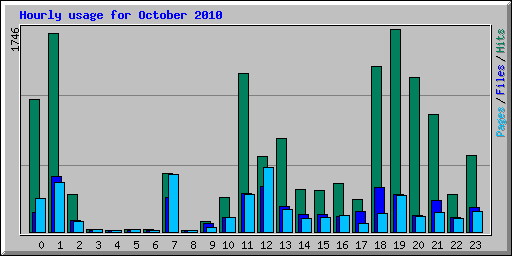 Hourly usage for October 2010
1746
Pages / Files / Hits
0 1 2 3 4 5 6 7 8 9 10 11 12 13 14 15 16 17 18 19 20 21 22 23